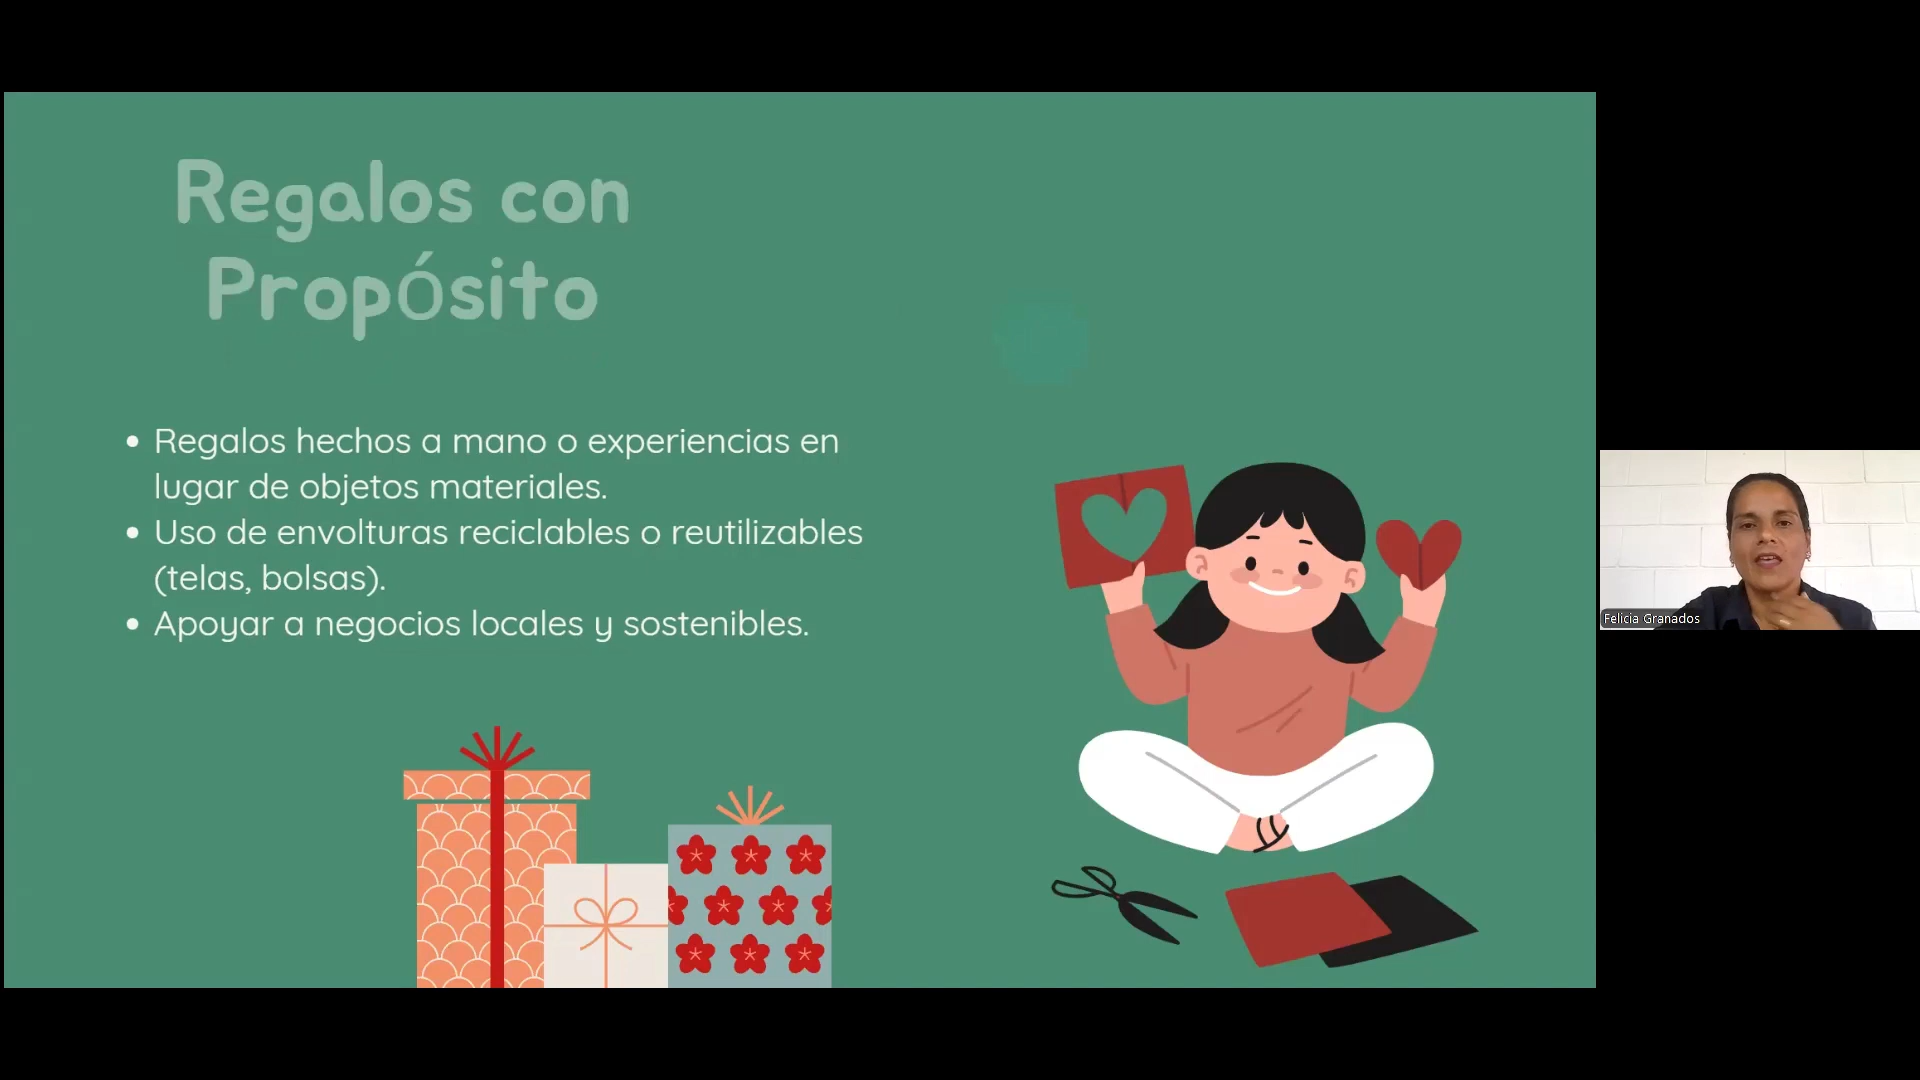 Regalos con
Propósito
• Regalos hechos a mano o experiencias en
lugar de objetos materiales.
• Uso de envolturas reciclables o reutilizables
(telas, bolsas).
• Apoyar a negocios locales y sostenibles.
Felicia Granados